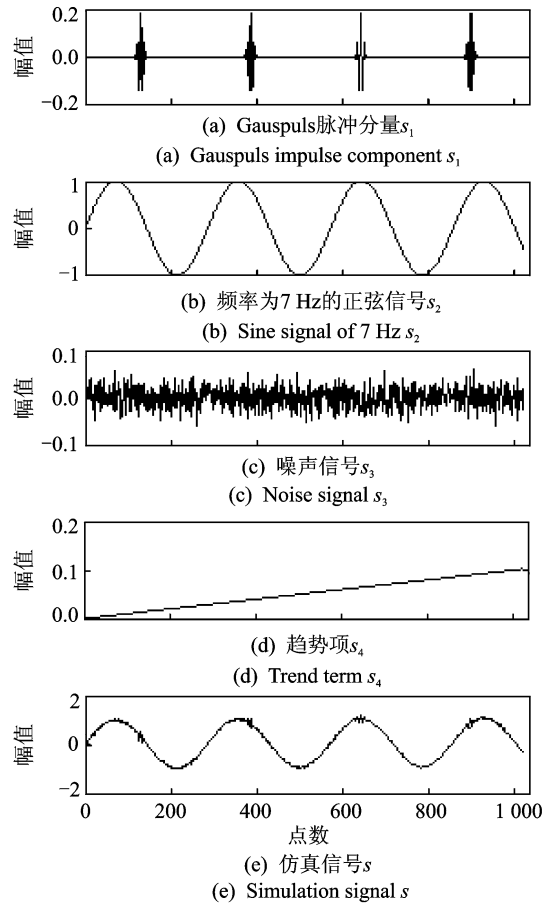 0.2
0.0
−0.2
幅值
(a) Gauspuls脉冲分量s1
(a) Gauspuls impulse component s1
1
0
−1
幅值
(b) 频率为7 Hz的正弦信号s2
(b) Sine signal of 7 Hz s2
0.1
0.0
−0.1
幅值
(c) 噪声信号s3
(c) Noise signal s3
0.2
0.1
0.0
幅值
(d) 趋势项s4
(d) Trend term s4
2
0
−2
幅值
0 200 400 600 800 1 000
点数
(e) 仿真信号s
(e) Simulation signal s